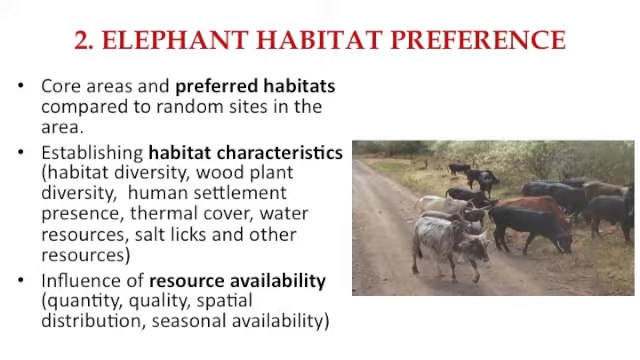 2. ELEPHANT HABITAT PREFERENCE
• Core areas and preferred habitats
compared to random sites in the
area.
• Establishing habitat characteristics
(habitat diversity, wood plant
diversity, human settlement
presence, thermal cover, water
resources, salt licks and other
resources)
• Influence of resource availability
(quantity, quality, spatial
distribution, seasonal availability)